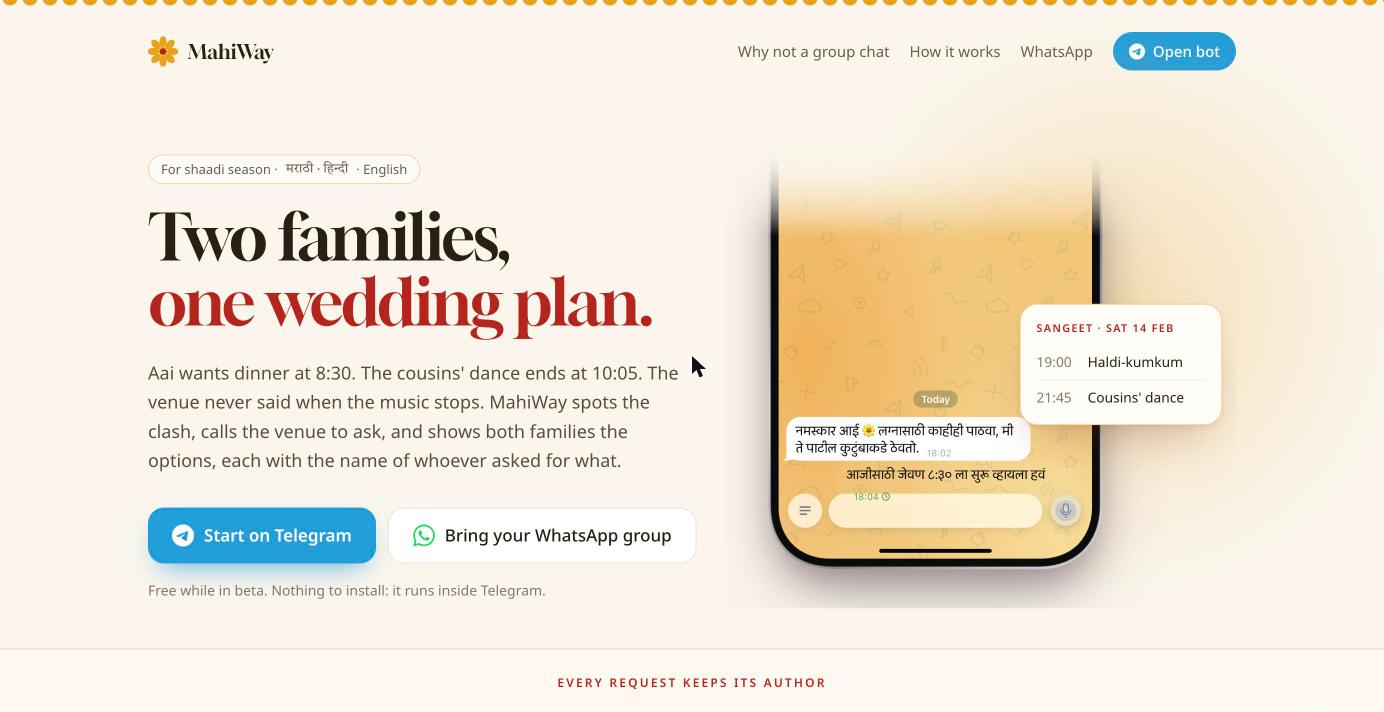 MahiWay
Why not a group chat
How it works
WhatsApp
Open bot
For shaadi season · मराठी · हिन्दी · English
Two families,
one wedding plan.
Aai wants dinner at 8:30. The cousins' dance ends at 10:05. The
venue never said when the music stops. MahiWay spots the
clash, calls the venue to ask, and shows both families the
options, each with the name of whoever asked for what.
Start on Telegram
Bring your WhatsApp group
Free while in beta. Nothing to install: it runs inside Telegram.
SANGEET · SAT 14 FEB
19:00 Haldi-kumkum
21:45 Cousins' dance
Today
नमस्कार आई 🌼 लग्नासाठी काहीही पाठवा, मी
ते पाटील कुटुंबाकडे ठेवतो. 18:02
आजीसाठी जेवण ८:३० ला सुरू व्हायला हवं
18:04
EVERY REQUEST KEEPS ITS AUTHOR